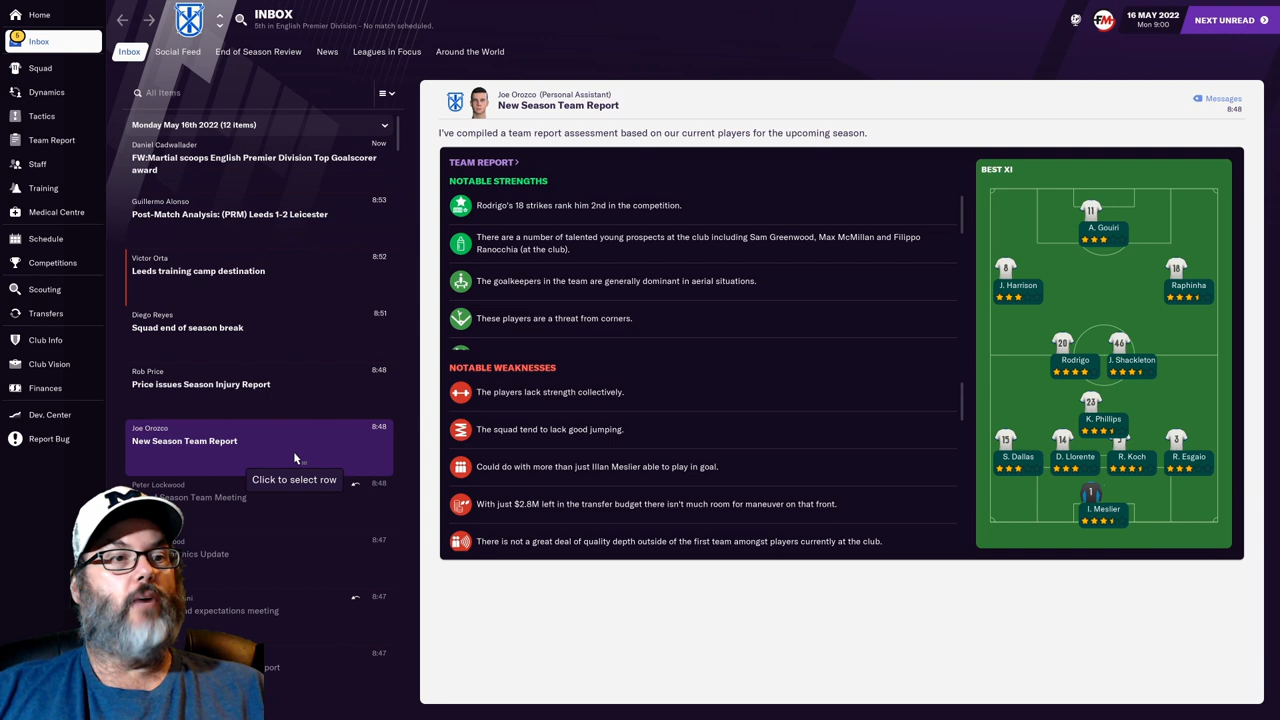 Home
5
Inbox
Squad
Dynamics
Tactics
Team Report
Staff
Training
Medical Centre
Schedule
Competitions
Scouting
Transfers
Club Info
Club Vision
Finances
Dev. Center
Report Bug
INBOX
5th in English Premier Division - No match scheduled.
FM
16 MAY 2022
Mon 9:00
NEXT UNREAD
Inbox
Social Feed
End of Season Review
News
Leagues in Focus
Around the World
All Items
Monday May 16th 2022 (12 items)
Daniel Cadwallader
Now
FW:Martial scoops English Premier Division Top Goalscorer
award
Guillermo Alonso
8:53
Post-Match Analysis: (PRM) Leeds 1-2 Leicester
Victor Orta
8:52
Leeds training camp destination
Diego Reyes
8:51
Squad end of season break
Rob Price
8:48
Price issues Season Injury Report
Joe Orozco
8:48
New Season Team Report
Click to select row
Peter Lockwood
8:48
Season Team Meeting
8:47
Update
8:47
expectations meeting
8:47
Joe Orozco (Personal Assistant)
New Season Team Report
Messages
8:48
I've compiled a team report assessment based on our current players for the upcoming season.
TEAM REPORT>
NOTABLE STRENGTHS
Rodrigo's 18 strikes rank him 2nd in the competition.
There are a number of talented young prospects at the club including Sam Greenwood, Max McMillan and Filippo
Ranocchia (at the club).
The goalkeepers in the team are generally dominant in aerial situations.
These players are a threat from corners.
NOTABLE WEAKNESSES
The players lack strength collectively.
The squad tend to lack good jumping.
Could do with more than just Illan Meslier able to play in goal.
With just $2.8M left in the transfer budget there isn't much room for maneuver on that front.
There is not a great deal of quality depth outside of the first team amongst players currently at the club.
BEST XI
11
A. Gouiri
8
J. Harrison
18
Raphinha
20
Rodrigo
46
J. Shackleton
23
K. Phillips
15
S. Dallas
14
D. Llorente
R. Koch
3
R. Esgaio
1
I. Meslier
M